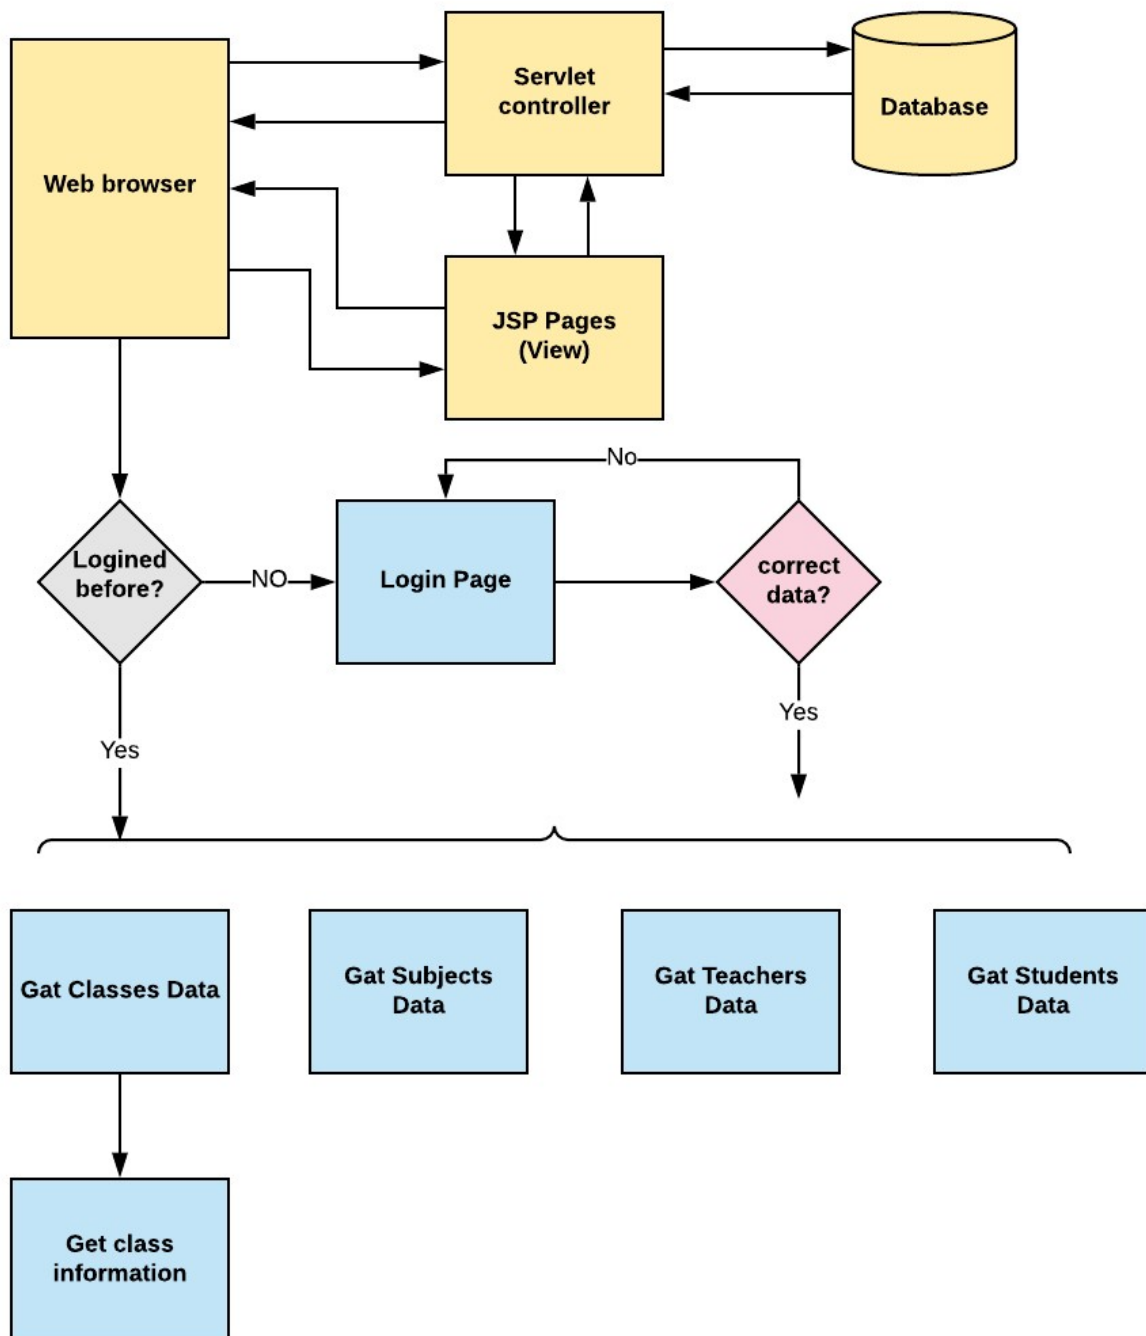 Servlet
controller
Database
Web browser
JSP Pages
(View)
No
Logined
before?
NO
Login Page
correct
data?
Yes
Yes
Gat Classes Data
Gat Subjects
Data
Gat Teachers
Data
Gat Students
Data
Get class
information